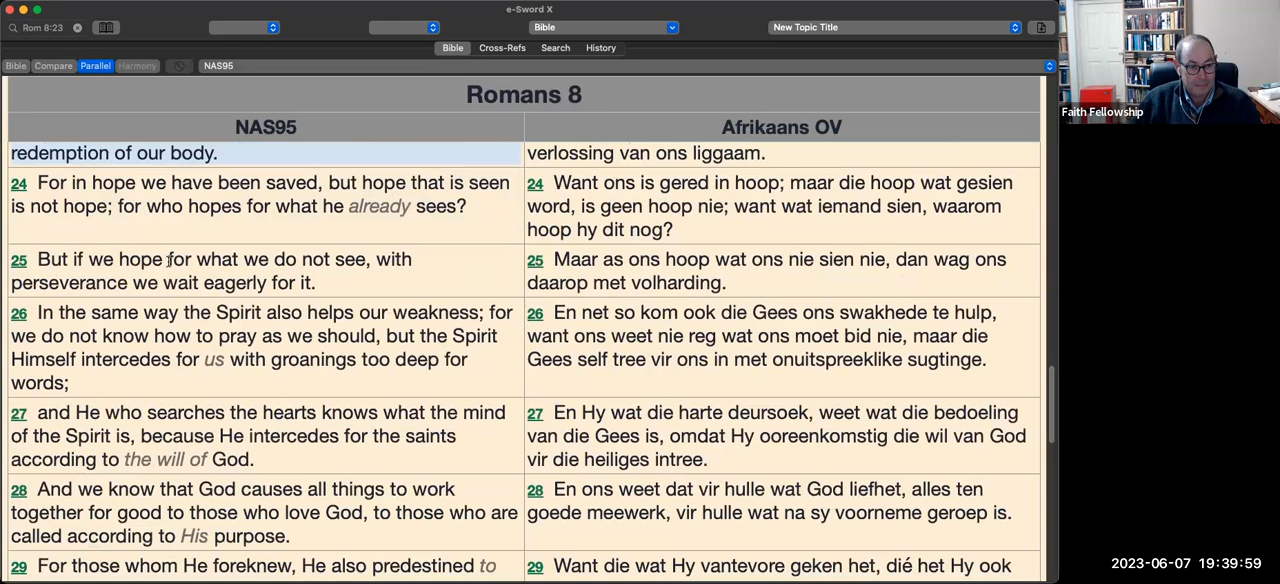 e-Sword X
Rom 8:23
Bible
New Topic Title
Bible Cross-Refs Search History
Bible Compare Parallel Harmony NAS95
Romans 8
NAS95
redemption of our body.
24 For in hope we have been saved, but hope that is seen
is not hope; for who hopes for what he already sees?
25 But if we hope for what we do not see, with
perseverance we wait eagerly for it.
26 In the same way the Spirit also helps our weakness; for
we do not know how to pray as we should, but the Spirit
Himself intercedes for us with groanings too deep for
words;
27 and He who searches the hearts knows what the mind
of the Spirit is, because He intercedes for the saints
according to the will of God.
28 And we know that God causes all things to work
together for good to those who love God, to those who are
called according to His purpose.
29 For those whom He foreknew, He also predestined to
Afrikaans OV
verlossing van ons liggaam.
24 Want ons is gered in hoop; maar die hoop wat gesien
word, is geen hoop nie; want wat iemand sien, waarom
hoop hy dit nog?
25 Maar as ons hoop wat ons nie sien nie, dan wag ons
daarop met volharding.
26 En net so kom ook die Gees ons swakhede te hulp,
want ons weet nie reg wat ons moet bid nie, maar die
Gees self tree vir ons in met onuitspreeklike sugtinge.
27 En Hy wat die harte deursoek, weet wat die bedoeling
van die Gees is, omdat Hy ooreenkomstig die wil van God
vir die heiliges intree.
28 En ons weet dat vir hulle wat God liefhet, alles ten
goede meewerk, vir hulle wat na sy voorneme geroep is.
29 Want die wat Hy vantevore geken het, dié het Hy ook
Faith Fellowship
2023-06-07 19:39:59